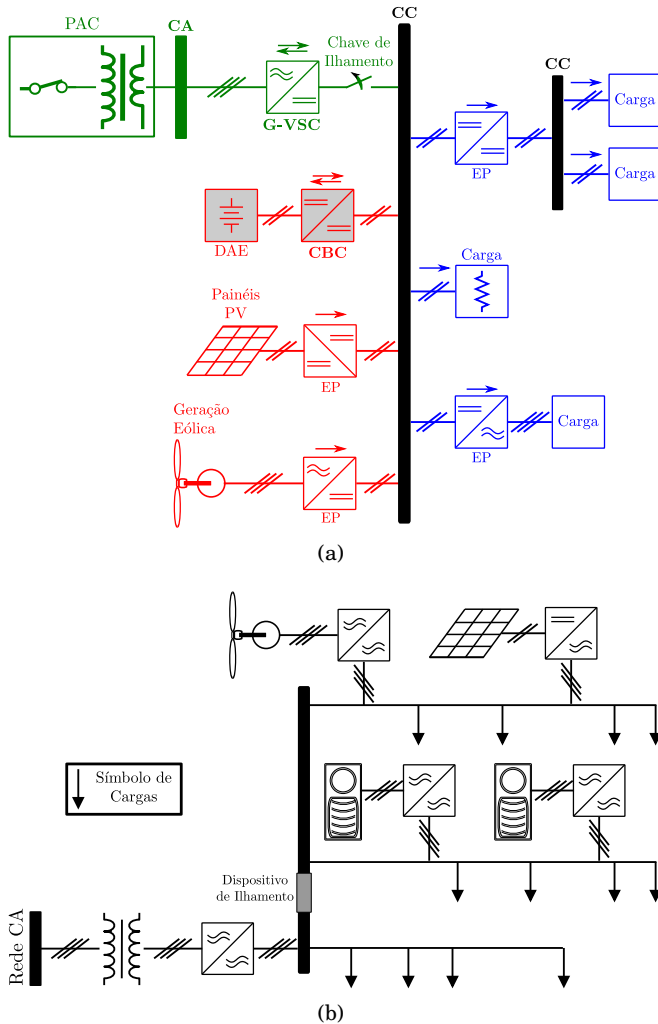 PAC
CA
CC
Chave de
Ilhamento
G-VSC
CC
Carga
Carga
EP
DAE
CBC
Carga
Painéis
PV
EP
Geração
Eólica
Carga
EP
EP
(a)
Símbolo de
Cargas
Dispositivo
de Ilhamento
Rede CA
(b)